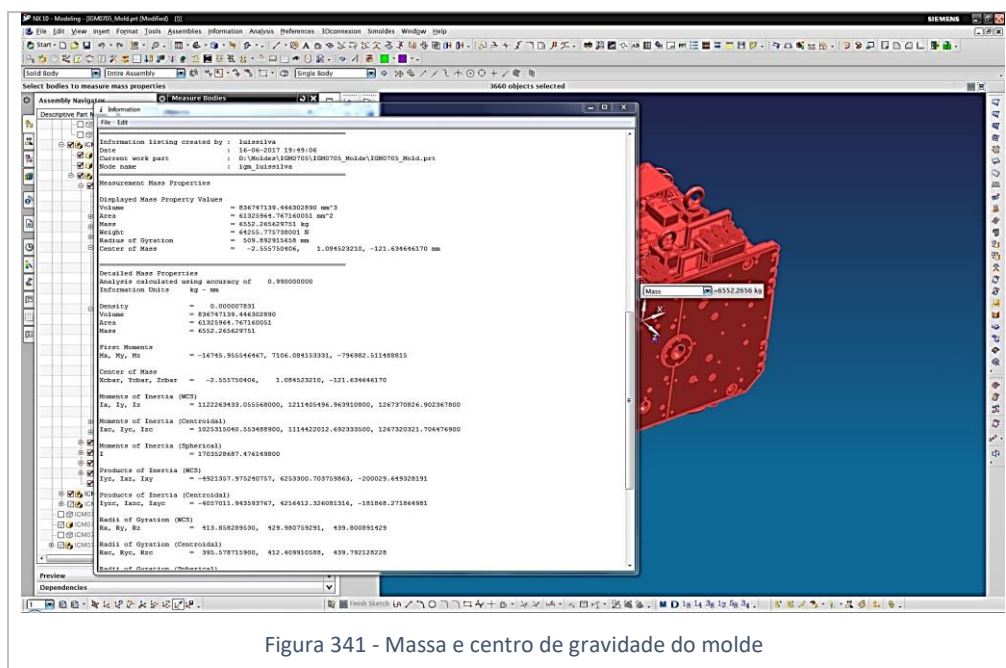 NX 10 - Modeling - [IGM0705_Mold.prt (Modified) ]
SIEMENS
File Edit View Insert Format Tools Assemblies Information Analysis Preferences 3Dconnexion Simoldes Window Help
Start
Solid Body
Entire Assembly
Single Body
Select bodies to measure mass properties
3660 objects selected
Assembly Navigator
Measure Bodies
Descriptive Part N
Information
File Edit
Information listing created by : luissilva
Date : 16-06-2017 19:49:06
Current work part : D:\Moldes\IGM0705\IGM0705_Molde\IGM0705_Mold.prt
Node name : igm_luissilva
Measurement Mass Properties
Displayed Mass Property Values
Volume = 836747139.446302890 mm^3
Area = 61325964.767160051 mm^2
Mass = 6552.265629751 kg
Weight = 64255.775738001 N
Radius of Gyration = 509.892915658 mm
Center of Mass = -2.555750406, 1.084523210, -121.634646170 mm
Detailed Mass Properties
Analysis calculated using accuracy of 0.990000000
Information Units kg - mm
Density = 0.000007831
Volume = 836747139.446302890
Area = 61325964.767160051
Mass = 6552.265629751
First Moments
Mx, My, Mz = -16745.955546467, 7106.084153331, -796982.511488815
Center of Mass
Xcbar, Ycbar, Zcbar = -2.555750406, 1.084523210, -121.634646170
Moments of Inertia (WCS)
Ix, Iy, Iz = 1122263433.055568000, 1211405496.963910800, 1267370826.902367800
Moments of Inertia (Centroidal)
Ixc, Iyc, Izc = 1025315040.553488900, 1114422012.692333500, 1267320321.706476900
Moments of Inertia (Spherical)
I = 1703528687.476149800
Products of Inertia (WCS)
Iyz, Ixz, Ixy = -4921357.975240757, 6253300.703759863, -200029.649328191
Products of Inertia (Centroidal)
Iyzc, Ixzc, Ixyc = -4057011.943593767, 4216412.326081316, -181868.271864981
Radii of Gyration (WCS)
Rx, Ry, Rz = 413.858289530, 429.980759291, 439.800891429
Radii of Gyration (Centroidal)
Rxc, Ryc, Rzc = 395.578715900, 412.409910588, 439.792128228
Radii of Gyration (Spherical)
Mass =6552.2656 kg
Preview
Dependencies
Finish Sketch
Figura 341 - Massa e centro de gravidade do molde